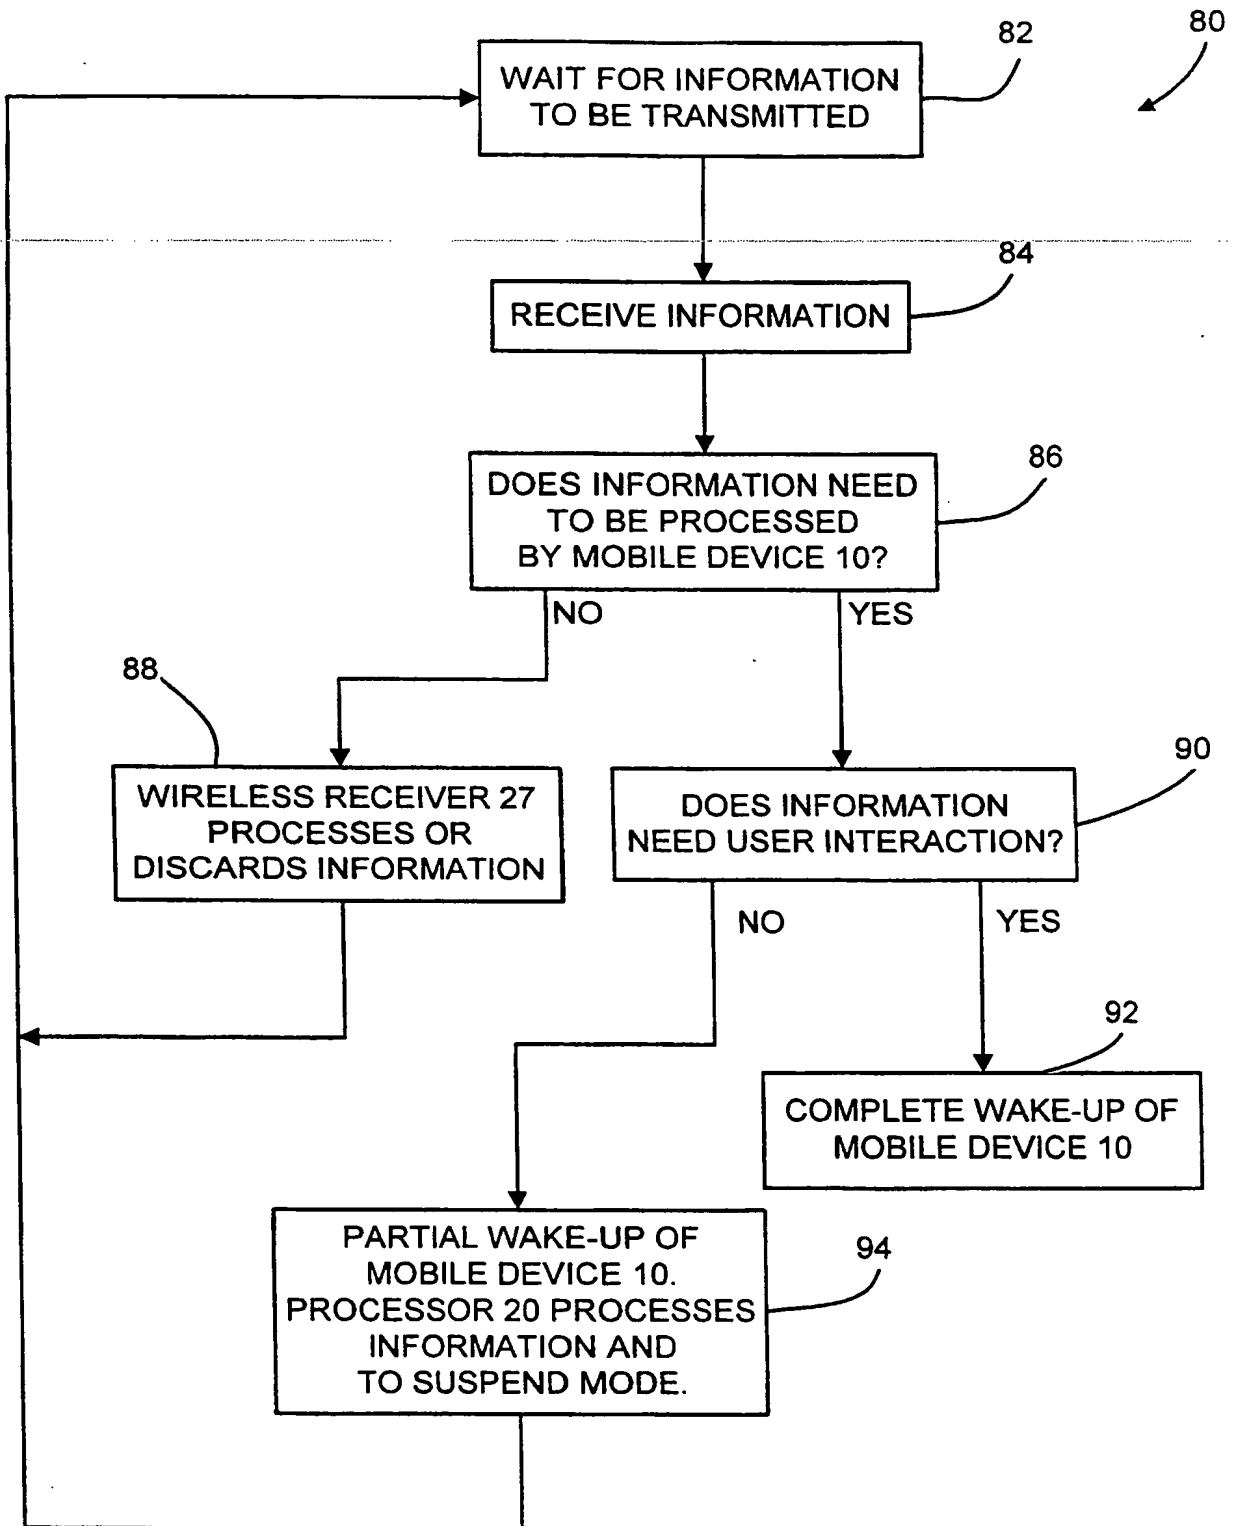 80
82
WAIT FOR INFORMATION
TO BE TRANSMITTED
84
RECEIVE INFORMATION
86
DOES INFORMATION NEED
TO BE PROCESSED
BY MOBILE DEVICE 10?
NO
YES
88
WIRELESS RECEIVER 27
PROCESSES OR
DISCARDS INFORMATION
90
DOES INFORMATION
NEED USER INTERACTION?
NO
YES
92
COMPLETE WAKE-UP OF
MOBILE DEVICE 10
94
PARTIAL WAKE-UP OF
MOBILE DEVICE 10.
PROCESSOR 20 PROCESSES
INFORMATION AND
TO SUSPEND MODE.